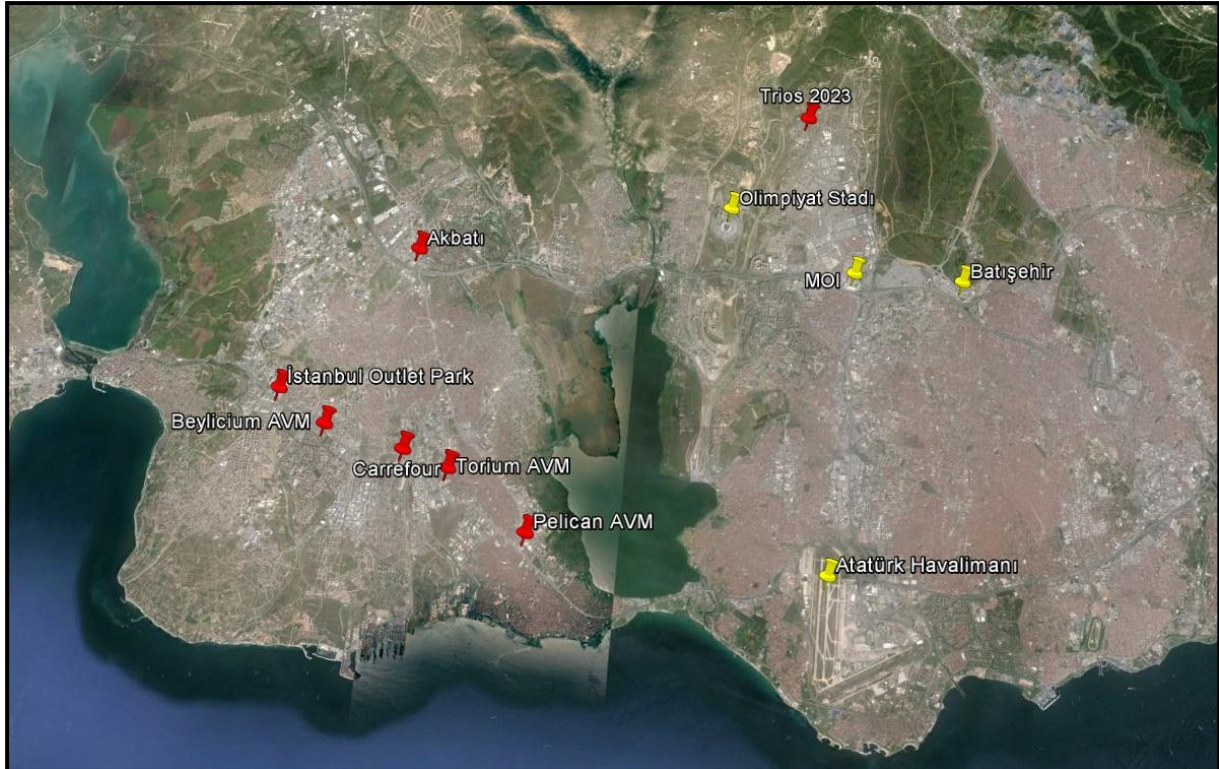 Trios 2023
Olimpiyat Stadı
Akbatı
MOI
Batışehir
İstanbul Outlet Park
Beylicium AVM
Carrefour
Torium AVM
Pelican AVM
Atatürk Havalimanı